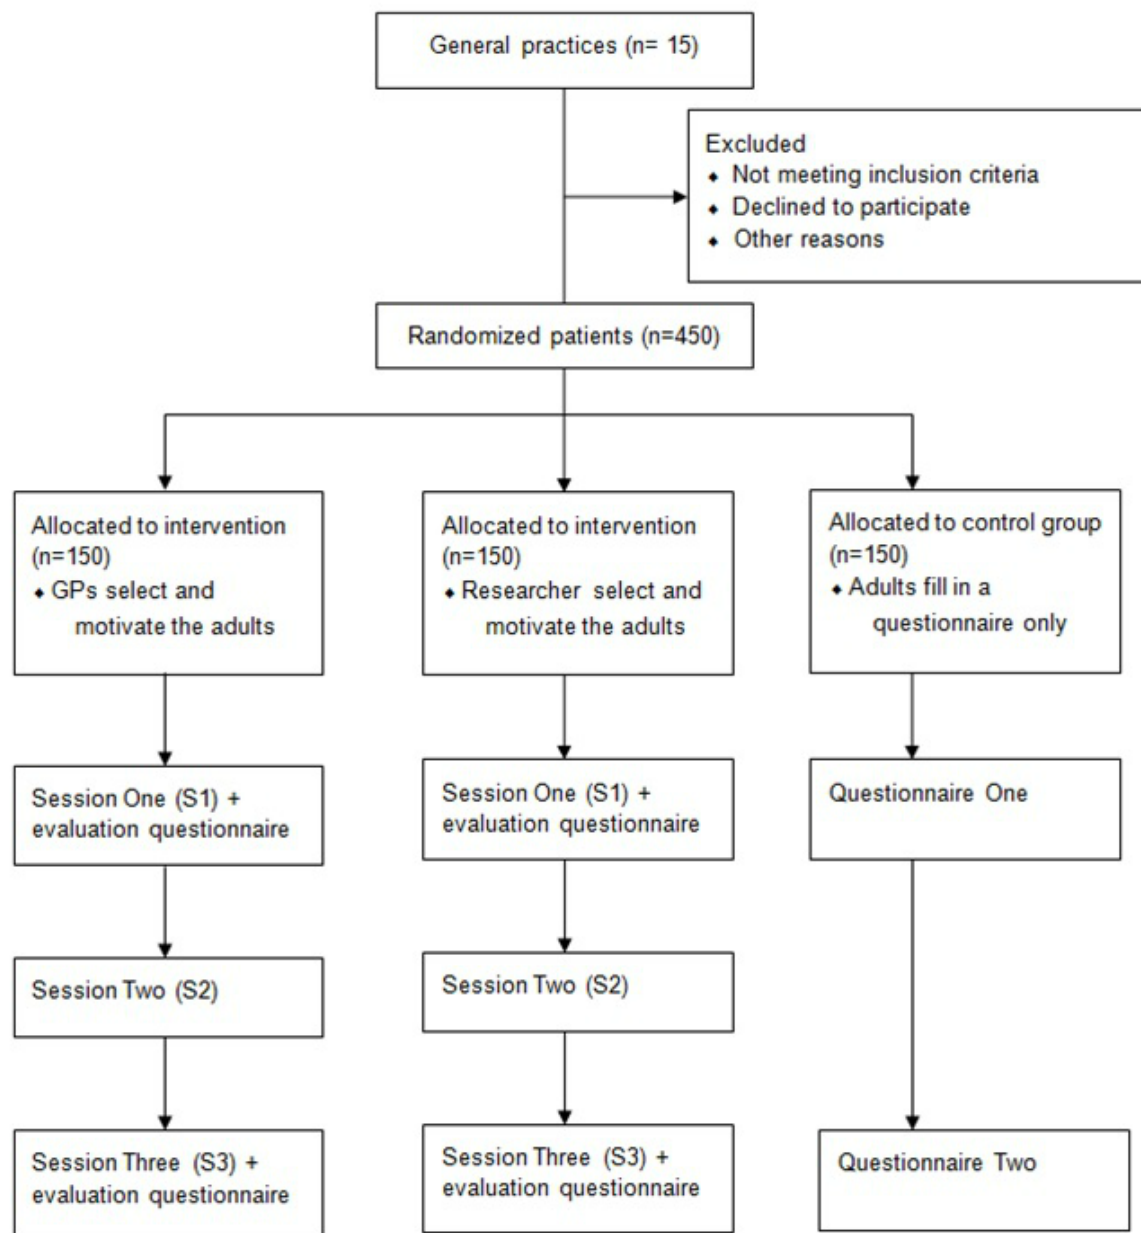 General practices (n= 15)
Excluded
⬥ Not meeting inclusion criteria
⬥ Declined to participate
⬥ Other reasons
Randomized patients (n=450)
Allocated to intervention
(n=150)
⬥ GPs select and
motivate the adults
Allocated to intervention
(n=150)
⬥ Researcher select and
motivate the adults
Allocated to control group
(n=150)
⬥ Adults fill in a
questionnaire only
Session One (S1) +
evaluation questionnaire
Session One (S1) +
evaluation questionnaire
Questionnaire One
Session Two (S2)
Session Two (S2)
Session Three (S3) +
evaluation questionnaire
Session Three (S3) +
evaluation questionnaire
Questionnaire Two